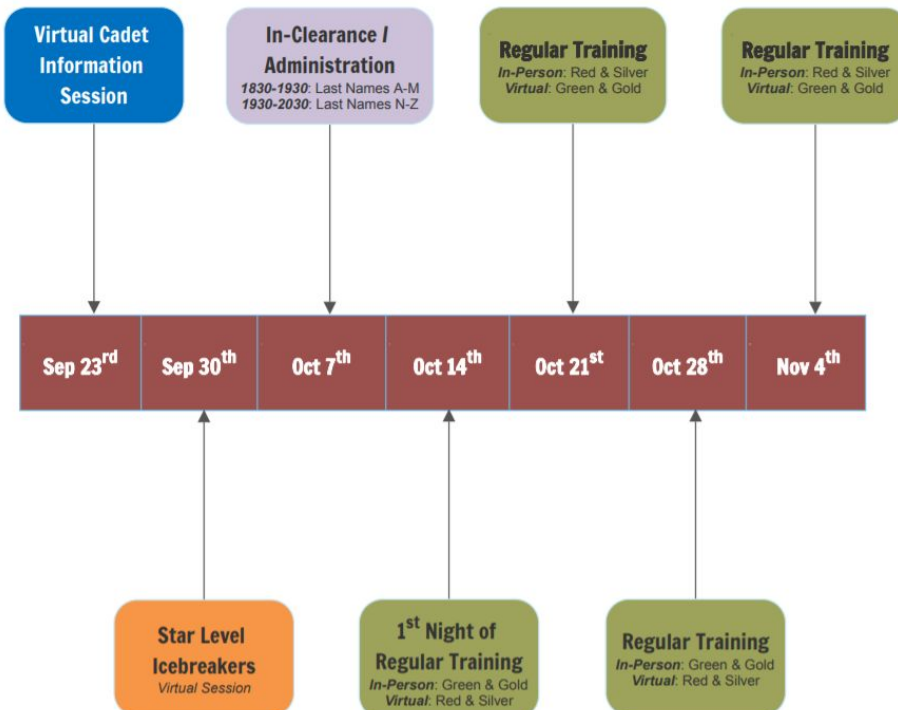 Virtual Cadet
Information
Session
In-Clearance /
Administration
1830-1930: Last Names A-M
1930-2030: Last Names N-Z
Regular Training
In-Person: Red & Silver
Virtual: Green & Gold
Regular Training
In-Person: Red & Silver
Virtual: Green & Gold
Sep 23rd
Sep 30th
Oct 7th
Oct 14th
Oct 21st
Oct 28th
Nov 4th
Star Level
Icebreakers
Virtual Session
1st Night of
Regular Training
In-Person: Green & Gold
Virtual: Red & Silver
Regular Training
In-Person: Green & Gold
Virtual: Red & Silver